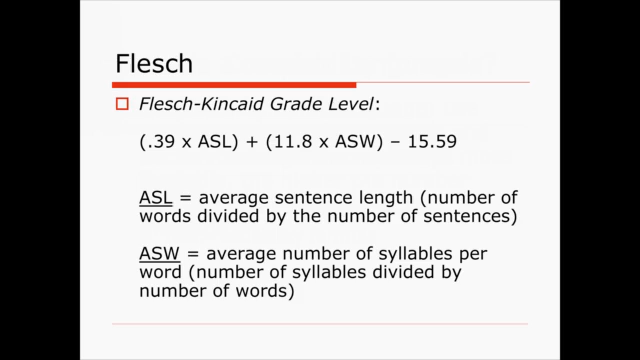 Flesch
Flesch-Kincaid Grade Level:
(.39 x ASL) + (11.8 x ASW) – 15.59
ASL = average sentence length (number of
words divided by the number of sentences)
ASW = average number of syllables per
word (number of syllables divided by
number of words)